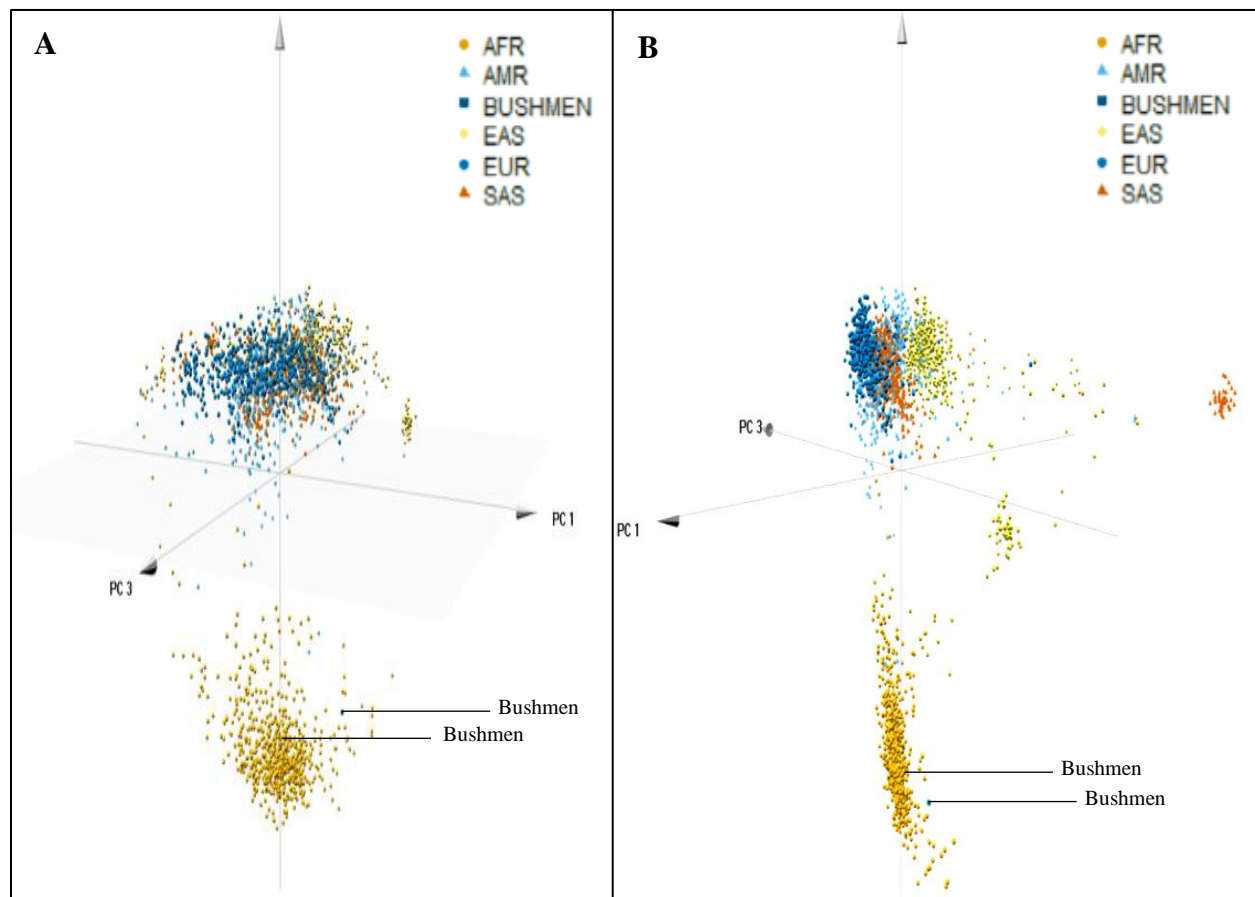 A
AFR
AMR
BUSHMEN
EAS
EUR
SAS
PC 1
PC 3
Bushmen
Bushmen
B
AFR
AMR
BUSHMEN
EAS
EUR
SAS
PC 3
PC 1
Bushmen
Bushmen